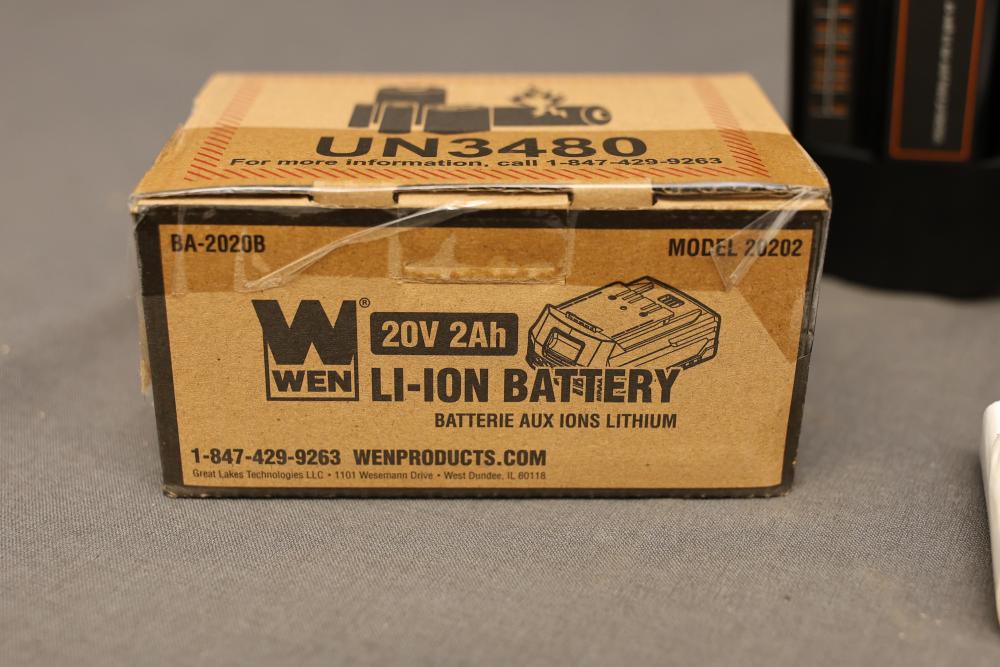 UN3480
For more information, call 1-847-429-9263
BA-2020B
MODEL 20202
WEN®
20V 2Ah
LI-ION BATTERY
BATTERIE AUX IONS LITHIUM
1-847-429-9263 WENPRODUCTS.COM
Great Lakes Technologies LLC • 1101 Wesemann Drive • West Dundee, IL 60118